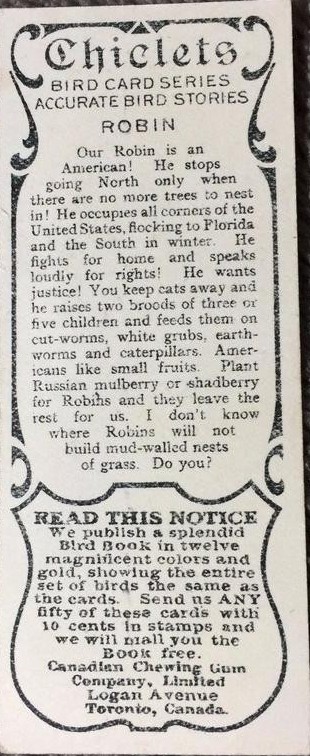 Chiclets
BIRD CARD SERIES
ACCURATE BIRD STORIES
ROBIN
Our Robin is an
American! He stops
going North only when
there are no more trees to nest
in! He occupies all corners of the
United States, flocking to Florida
and the South in winter. He
fights for home and speaks
loudly for rights! He wants
justice! You keep cats away and
he raises two broods of three or
five children and feeds them on
cut-worms, white grubs, earth-
worms and caterpillars. Amer-
icans like small fruits. Plant
Russian mulberry or shadberry
for Robins and they leave the
rest for us. I don't know
where Robins will not
build mud-walled nests
of grass. Do you?
READ THIS NOTICE
We publish a splendid
Bird Book in twelve
magnificent colors and
gold, showing the entire
set of birds the same as
the cards. Send us ANY
fifty of these cards with
10 cents in stamps and
we will mail you the
Book free.
Canadian Chewing Gum
Company, Limited
Logan Avenue
Toronto, Canada.